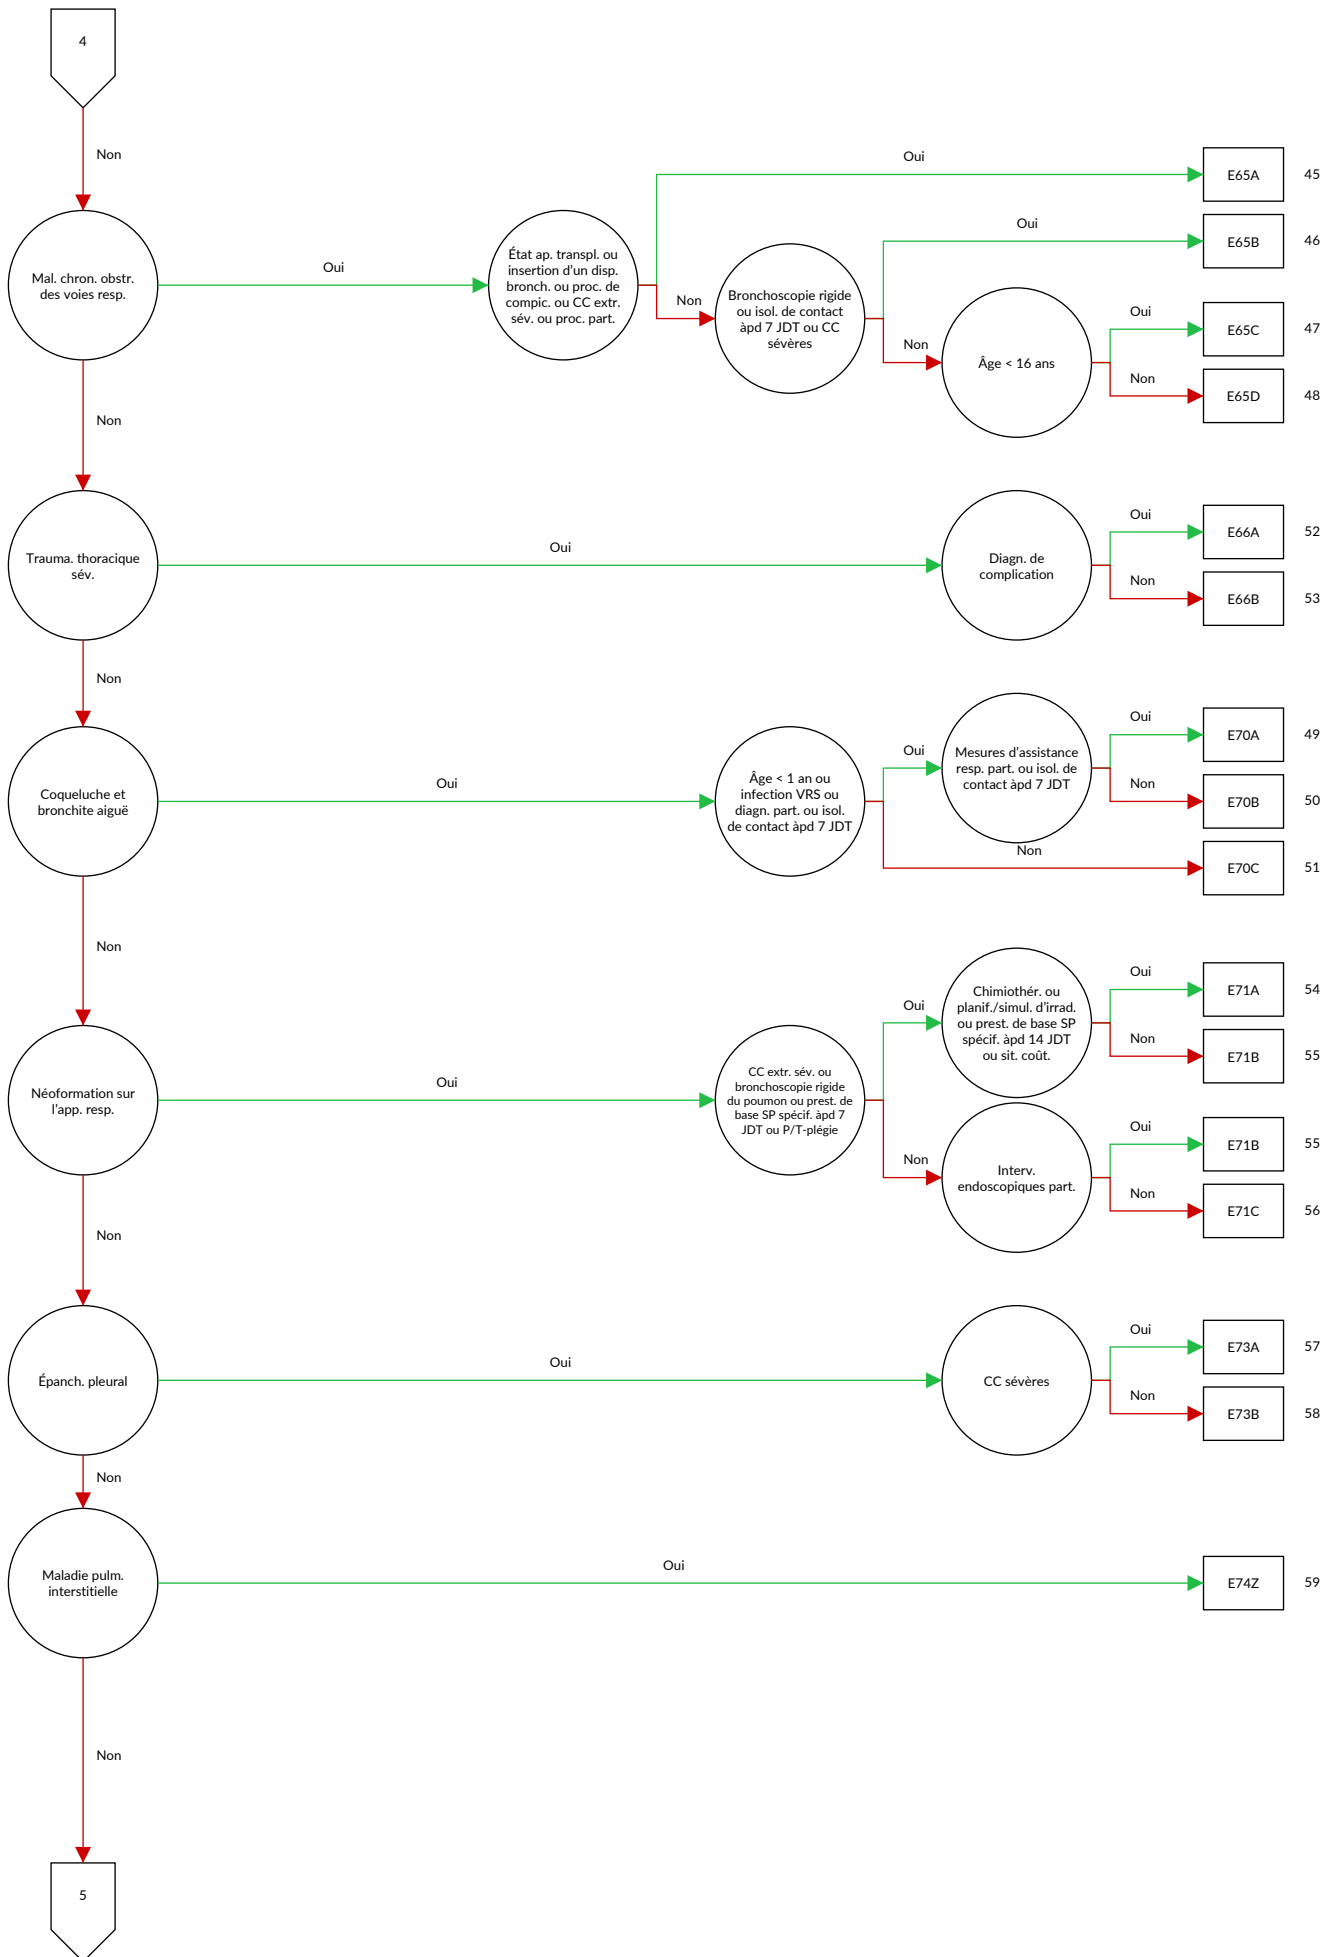 4
Non
Mal. chron. obstr.
des voies resp.
Oui
État ap. transpl. ou
insertion d'un disp.
bronch. ou proc. de
compic. ou CC extr.
sév. ou proc. part.
Oui
E65A
45
Non
Bronchoscopie rigide
ou isol. de contact
àpd 7 JDT ou CC
sévères
Oui
E65B
46
Non
Âge < 16 ans
Oui
E65C
47
Non
E65D
48
Non
Trauma. thoracique
sév.
Oui
Diagn. de
complication
Oui
E66A
52
Non
E66B
53
Non
Coqueluche et
bronchite aiguë
Oui
Âge < 1 an ou
infection VRS ou
diagn. part. ou isol.
de contact àpd 7 JDT
Oui
Mesures d'assistance
resp. part. ou isol. de
contact àpd 7 JDT
Oui
E70A
49
Non
E70B
50
Non
E70C
51
Non
Néoformation sur
l'app. resp.
Oui
CC extr. sév. ou
bronchoscopie rigide
du poumon ou prest. de
base SP spécif. àpd 7
JDT ou P/T-plégie
Oui
Chimiothér. ou
planif./simul. d'irrad.
ou prest. de base SP
spécif. àpd 14 JDT
ou sit. coût.
Oui
E71A
54
Non
E71B
55
Non
Interv.
endoscopiques part.
Oui
E71B
55
Non
E71C
56
Non
Épanch. pleural
Oui
CC sévères
Oui
E73A
57
Non
E73B
58
Non
Maladie pulm.
interstitielle
Oui
E74Z
59
Non
5